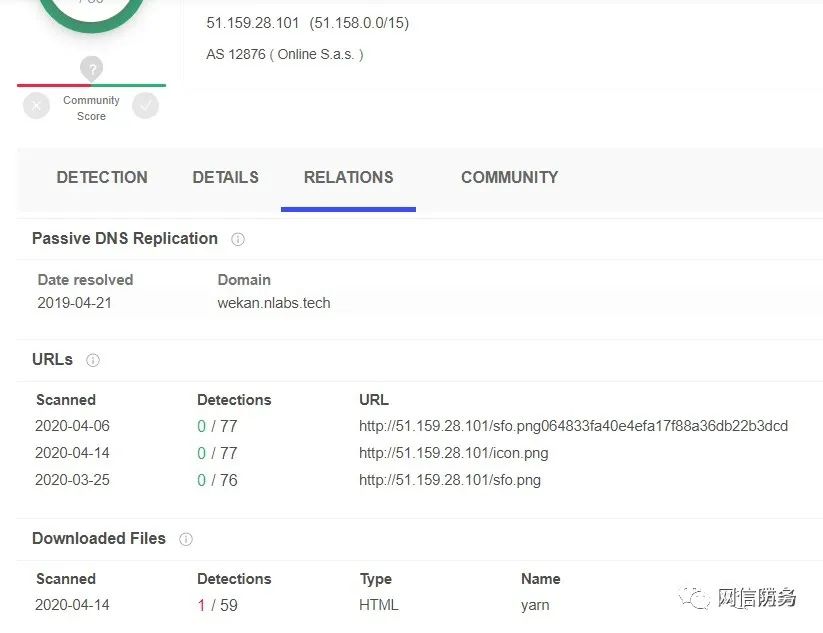 51.159.28.101 (51.158.0.0/15)
AS 12876 ( Online S.a.s. )
?
Community
Score
DETECTION DETAILS RELATIONS COMMUNITY
Passive DNS Replication
Date resolved Domain
2019-04-21 wekan.nlabs.tech
URLs
Scanned Detections URL
2020-04-06 0 / 77 http://51.159.28.101/sfo.png064833fa40e4efa17f88a36db22b3dcd
2020-04-14 0 / 77 http://51.159.28.101/icon.png
2020-03-25 0 / 76 http://51.159.28.101/sfo.png
Downloaded Files
Scanned Detections Type Name
2020-04-14 1 / 59 HTML yarn
网信防务